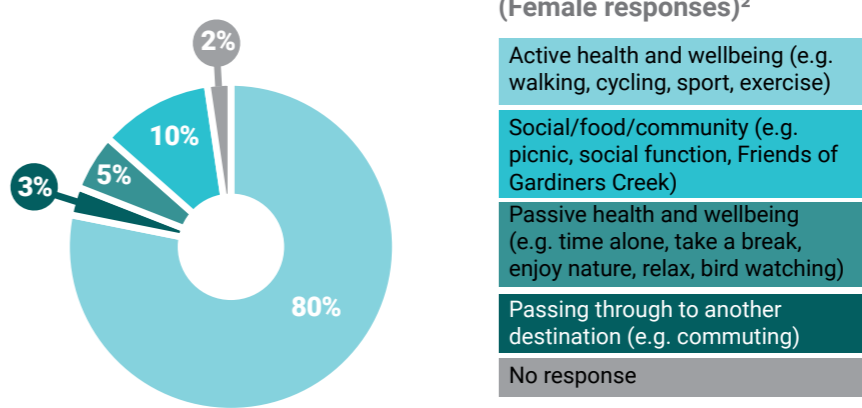 (Female responses)²
2%
10%
5%
3%
80%
Active health and wellbeing (e.g.
walking, cycling, sport, exercise)
Social/food/community (e.g.
picnic, social function, Friends of
Gardiners Creek)
Passive health and wellbeing
(e.g. time alone, take a break,
enjoy nature, relax, bird watching)
Passing through to another
destination (e.g. commuting)
No response